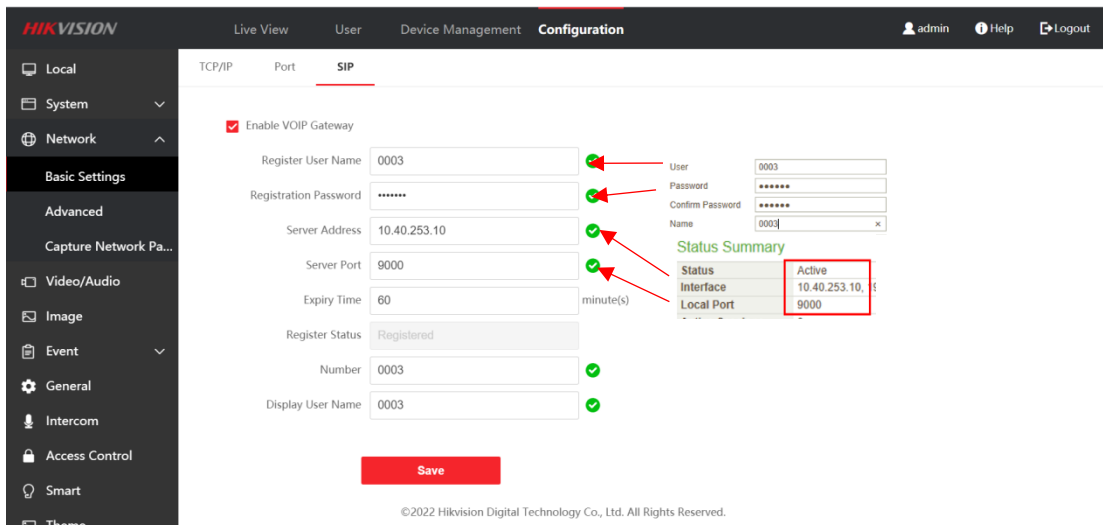 HIKVISION
Live View User Device Management Configuration admin Help Logout
Local
System
Network
Basic Settings
Advanced
Capture Network Pa...
Video/Audio
Image
Event
General
Intercom
Access Control
Smart
TCP/IP Port SIP
Enable VOIP Gateway
Register User Name 0003
Registration Password •••••••
Server Address 10.40.253.10
Server Port 9000
Expiry Time 60 minute(s)
Register Status Registered
Number 0003
Display User Name 0003
Save
©2022 Hikvision Digital Technology Co., Ltd. All Rights Reserved.
User 0003
Password ••••••
Confirm Password ••••••
Name 0003 ×
Status Summary
Status Active
Interface 10.40.253.10,
Local Port 9000